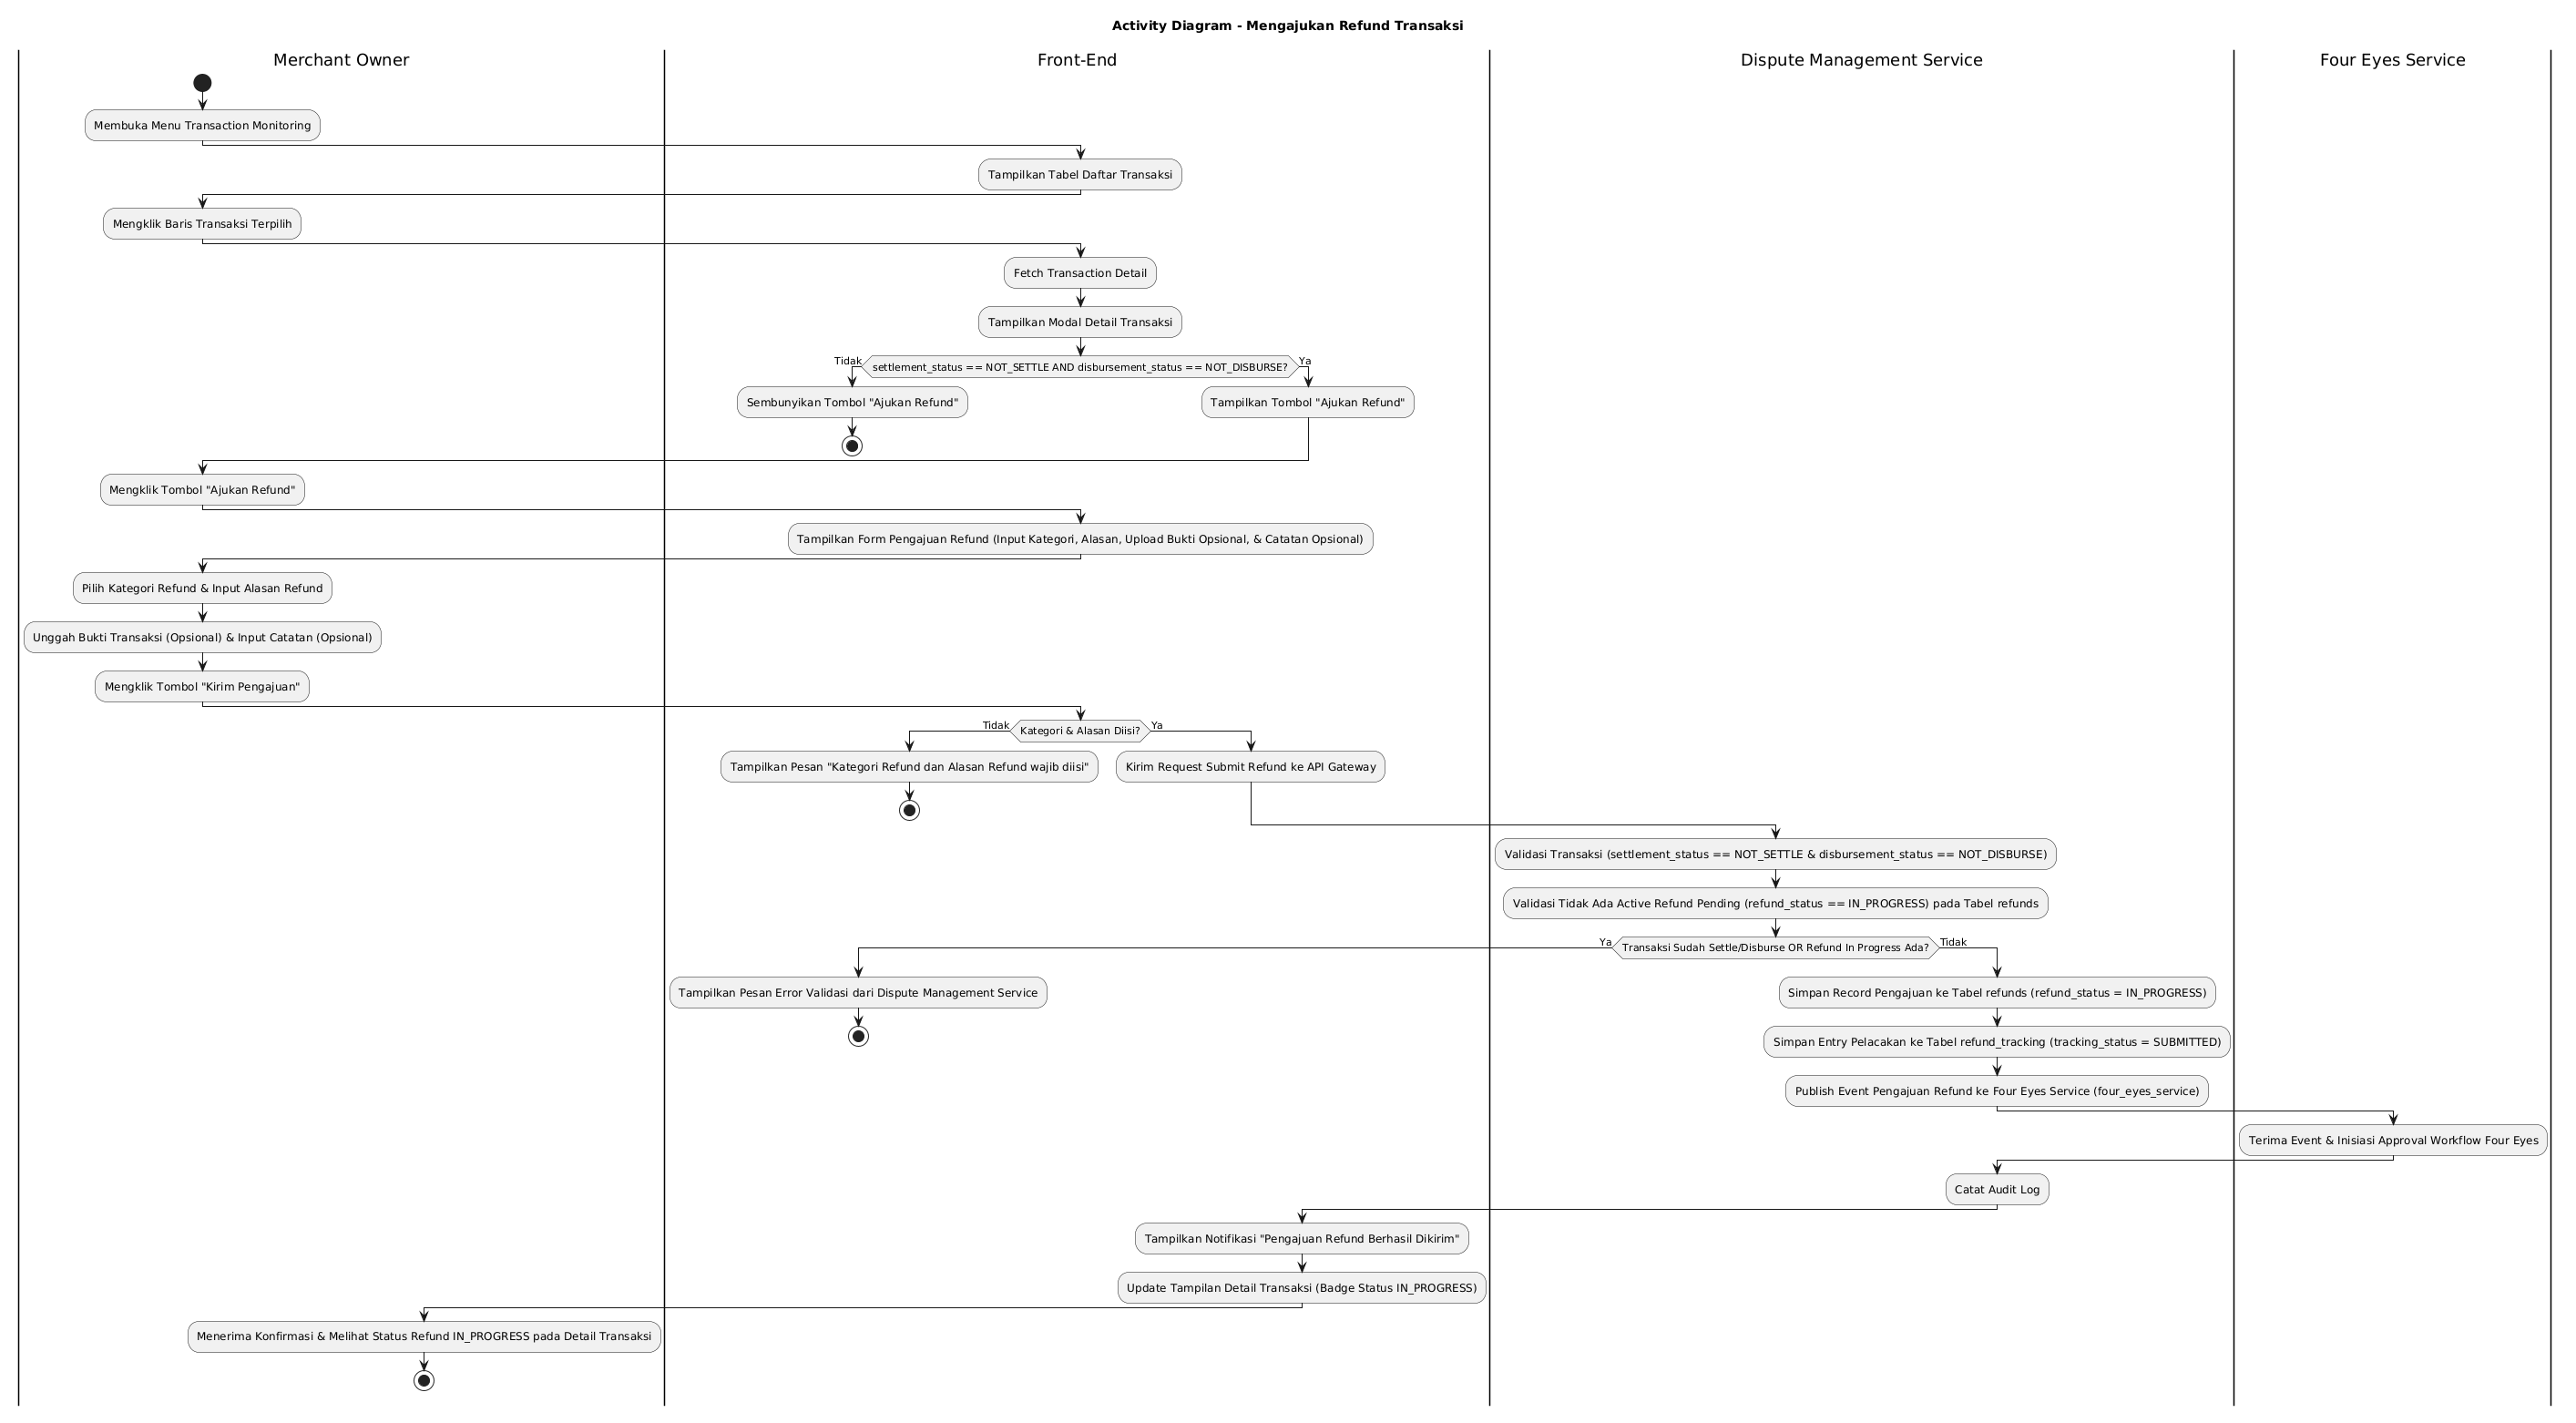 Activity Diagram - Mengajukan Refund Transaksi
Merchant Owner
Front-End
Dispute Management Service
Four Eyes Service
Membuka Menu Transaction Monitoring
Tampilkan Tabel Daftar Transaksi
Mengklik Baris Transaksi Terpilih
Fetch Transaction Detail
Tampilkan Modal Detail Transaksi
Tidak
settlement_status == NOT_SETTLE AND disbursement_status == NOT_DISBURSE?
Ya
Sembunyikan Tombol "Ajukan Refund"
Tampilkan Tombol "Ajukan Refund"
Mengklik Tombol "Ajukan Refund"
Tampilkan Form Pengajuan Refund (Input Kategori, Alasan, Upload Bukti Opsional, & Catatan Opsional)
Pilih Kategori Refund & Input Alasan Refund
Unggah Bukti Transaksi (Opsional) & Input Catatan (Opsional)
Mengklik Tombol "Kirim Pengajuan"
Tidak
Kategori & Alasan Diisi?
Ya
Tampilkan Pesan "Kategori Refund dan Alasan Refund wajib diisi"
Kirim Request Submit Refund ke API Gateway
Validasi Transaksi (settlement_status == NOT_SETTLE & disbursement_status == NOT_DISBURSE)
Validasi Tidak Ada Active Refund Pending (refund_status == IN_PROGRESS) pada Tabel refunds
Ya
Transaksi Sudah Settle/Disburse OR Refund In Progress Ada?
Tidak
Tampilkan Pesan Error Validasi dari Dispute Management Service
Simpan Record Pengajuan ke Tabel refunds (refund_status = IN_PROGRESS)
Simpan Entry Pelacakan ke Tabel refund_tracking (tracking_status = SUBMITTED)
Publish Event Pengajuan Refund ke Four Eyes Service (four_eyes_service)
Terima Event & Inisiasi Approval Workflow Four Eyes
Catat Audit Log
Tampilkan Notifikasi "Pengajuan Refund Berhasil Dikirim"
Update Tampilan Detail Transaksi (Badge Status IN_PROGRESS)
Menerima Konfirmasi & Melihat Status Refund IN_PROGRESS pada Detail Transaksi